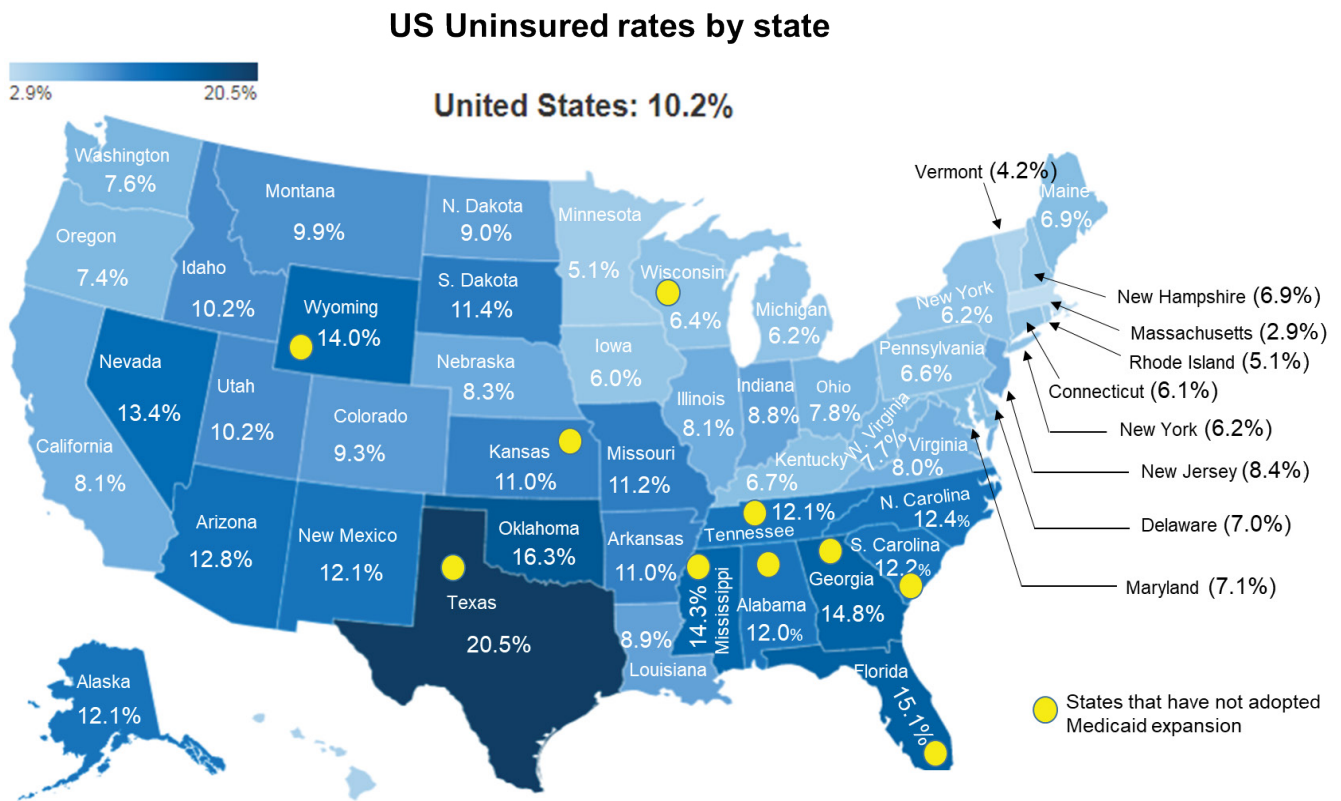 US Uninsured rates by state
2.9%
20.5%
United States: 10.2%
Washington
7.6%
Oregon
7.4%
California
8.1%
Nevada
13.4%
Idaho
10.2%
Montana
9.9%
Wyoming
14.0%
Utah
10.2%
Colorado
9.3%
Arizona
12.8%
New Mexico
12.1%
N. Dakota
9.0%
S. Dakota
11.4%
Nebraska
8.3%
Kansas
11.0%
Oklahoma
16.3%
Texas
20.5%
Minnesota
5.1%
Iowa
6.0%
Missouri
11.2%
Arkansas
11.0%
8.9%
Louisiana
Wisconsin
6.4%
Illinois
8.1%
Michigan
6.2%
Indiana
8.8%
Ohio
7.8%
Kentucky
6.7%
12.1%
Tennessee
14.3%
Mississippi
Alabama
12.0%
Georgia
14.8%
Florida
15.1%
S. Carolina
12.2%
N. Carolina
12.4%
Virginia
8.0%
W. Virginia
7.7%
Pennsylvania
6.6%
New York
6.2%
Maine
6.9%
Vermont (4.2%)
New Hampshire (6.9%)
Massachusetts (2.9%)
Rhode Island (5.1%)
Connecticut (6.1%)
New York (6.2%)
New Jersey (8.4%)
Delaware (7.0%)
Maryland (7.1%)
Alaska
12.1%
States that have not adopted
Medicaid expansion